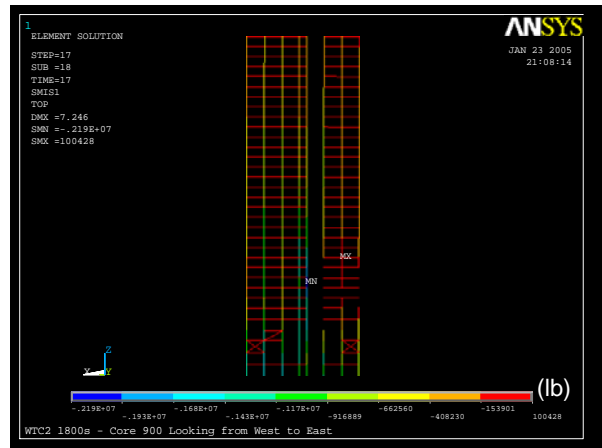 1
ELEMENT SOLUTION
STEP=17
SUB =18
TIME=17
SMIS1
TOP
DMX=7.246
SMN =-.219E+07
SMX =100428
ANSYS
JAN 23 2005
21:08:14
MX
MN
Z
X Y
(lb)
-.219E+07 -.168E+07 -.117E+07 -662560 -153901
-.193E+07 -.143E+07 -916889 -408230 100428
WTC2 1800s - Core 900 Looking from West to East